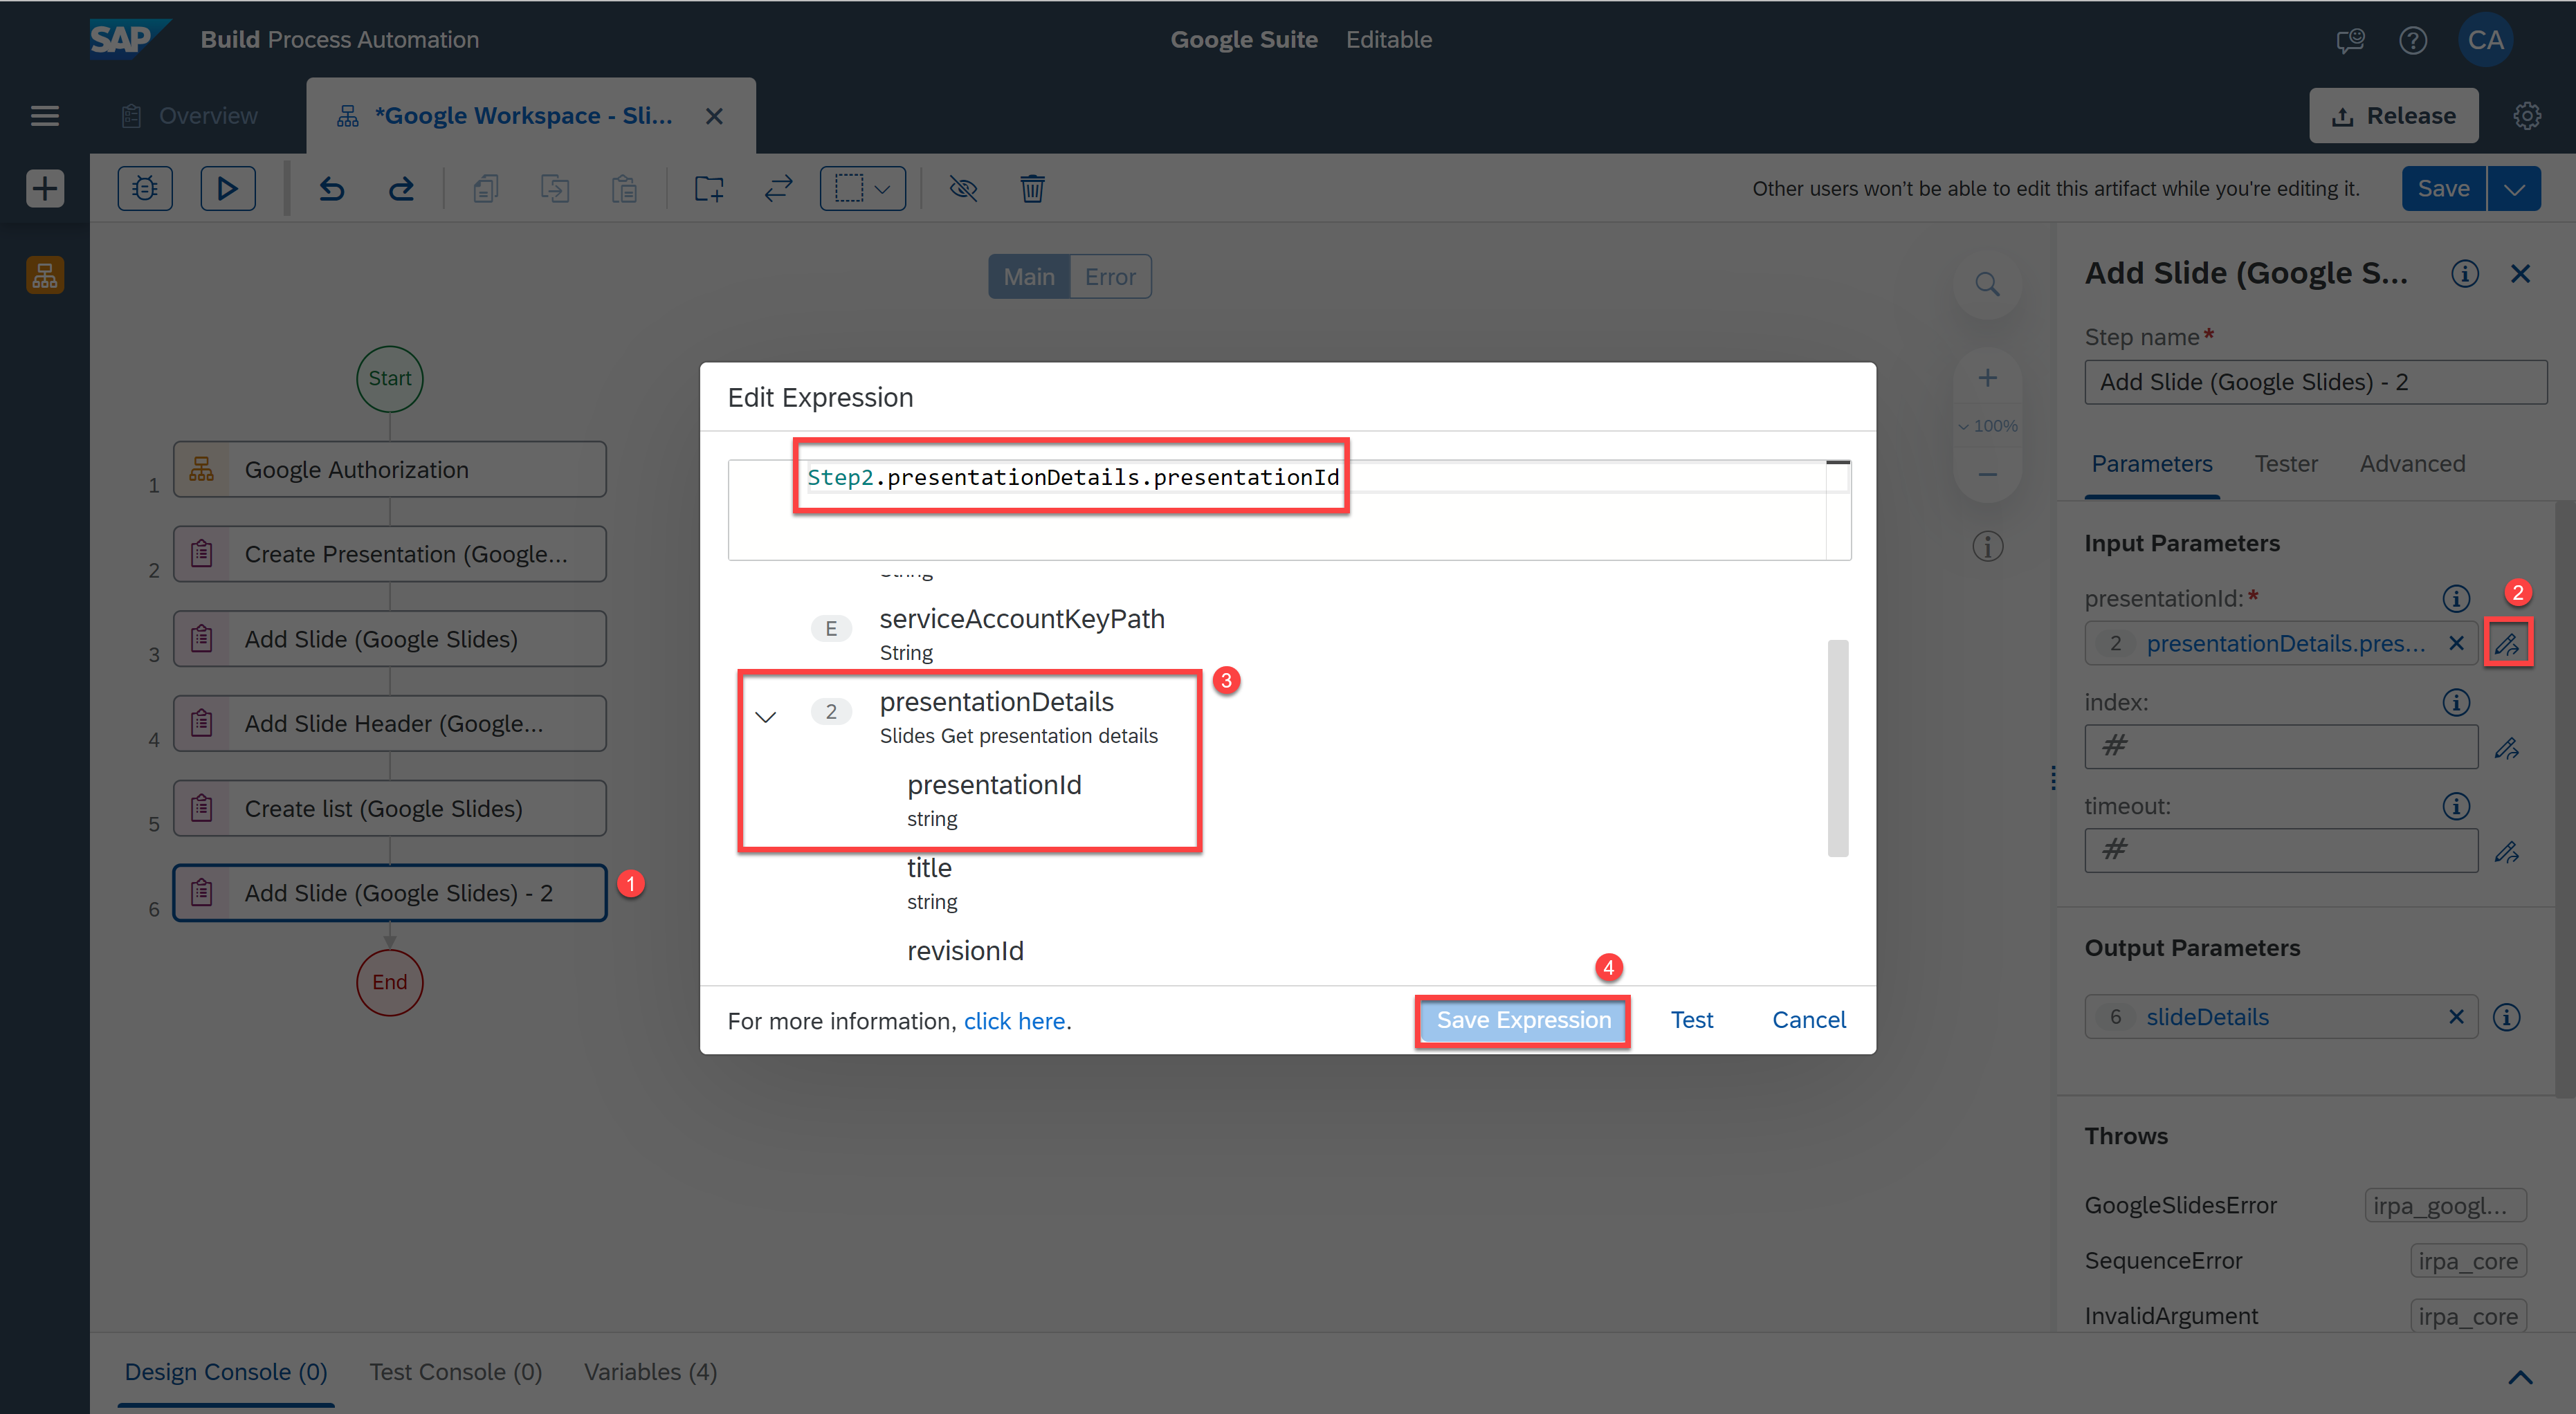 SAP Build Process Automation
Google Suite Editable
CA
Overview
*Google Workspace - Sli...
Release
Other users won't be able to edit this artifact while you're editing it.
Save
Main
Error
Start
1
Google Authorization
2
Create Presentation (Google...
3
Add Slide (Google Slides)
4
Add Slide Header (Google...
5
Create list (Google Slides)
6
Add Slide (Google Slides) - 2
1
End
100%
Edit Expression
Step2.presentationDetails.presentationId
String
E
serviceAccountKeyPath
String
3
2
presentationDetails
Slides Get presentation details
presentationId
string
title
string
revisionId
4
For more information, click here.
Save Expression
Test
Cancel
Add Slide (Google S...
Step name*
Add Slide (Google Slides) - 2
Parameters
Tester
Advanced
Input Parameters
presentationId:*
2
2 presentationDetails.pres...
index:
#
timeout:
#
Output Parameters
6 slideDetails
Throws
GoogleSlidesError
irpa_googl...
SequenceError
irpa_core
InvalidArgument
irpa_core
Design Console (0)
Test Console (0)
Variables (4)